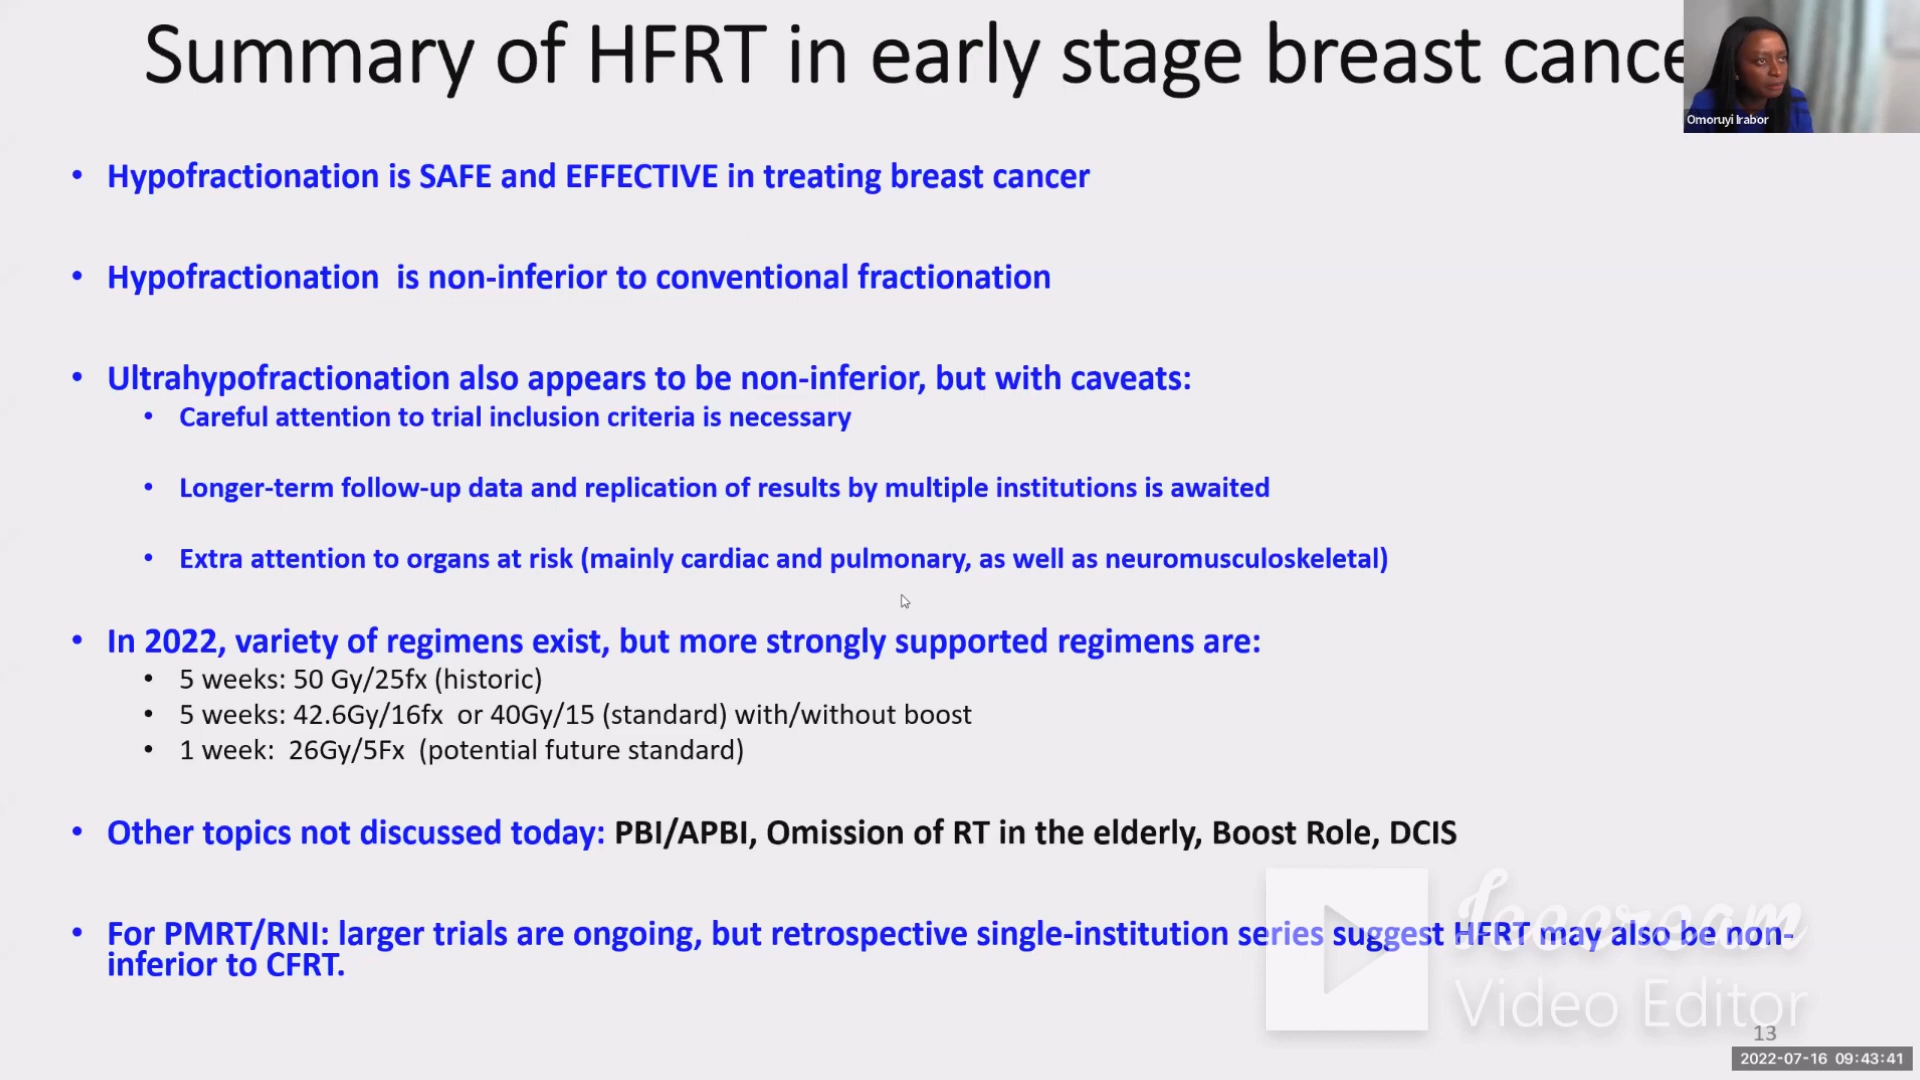 Summary of HFRT in early stage breast cance
Omoruyi Irabor
• Hypofractionation is SAFE and EFFECTIVE in treating breast cancer
• Hypofractionation is non-inferior to conventional fractionation
• Ultrahypofractionation also appears to be non-inferior, but with caveats:
• Careful attention to trial inclusion criteria is necessary
• Longer-term follow-up data and replication of results by multiple institutions is awaited
• Extra attention to organs at risk (mainly cardiac and pulmonary, as well as neuromusculoskeletal)
• In 2022, variety of regimens exist, but more strongly supported regimens are:
• 5 weeks: 50 Gy/25fx (historic)
• 5 weeks: 42.6Gy/16fx or 40Gy/15 (standard) with/without boost
• 1 week: 26Gy/5Fx (potential future standard)
• Other topics not discussed today: PBI/APBI, Omission of RT in the elderly, Boost Role, DCIS
• For PMRT/RNI: larger trials are ongoing, but retrospective single-institution series suggest HFRT may also be non-
inferior to CFRT.
Icecream
Video Editor
13
2022-07-16 09:43:41